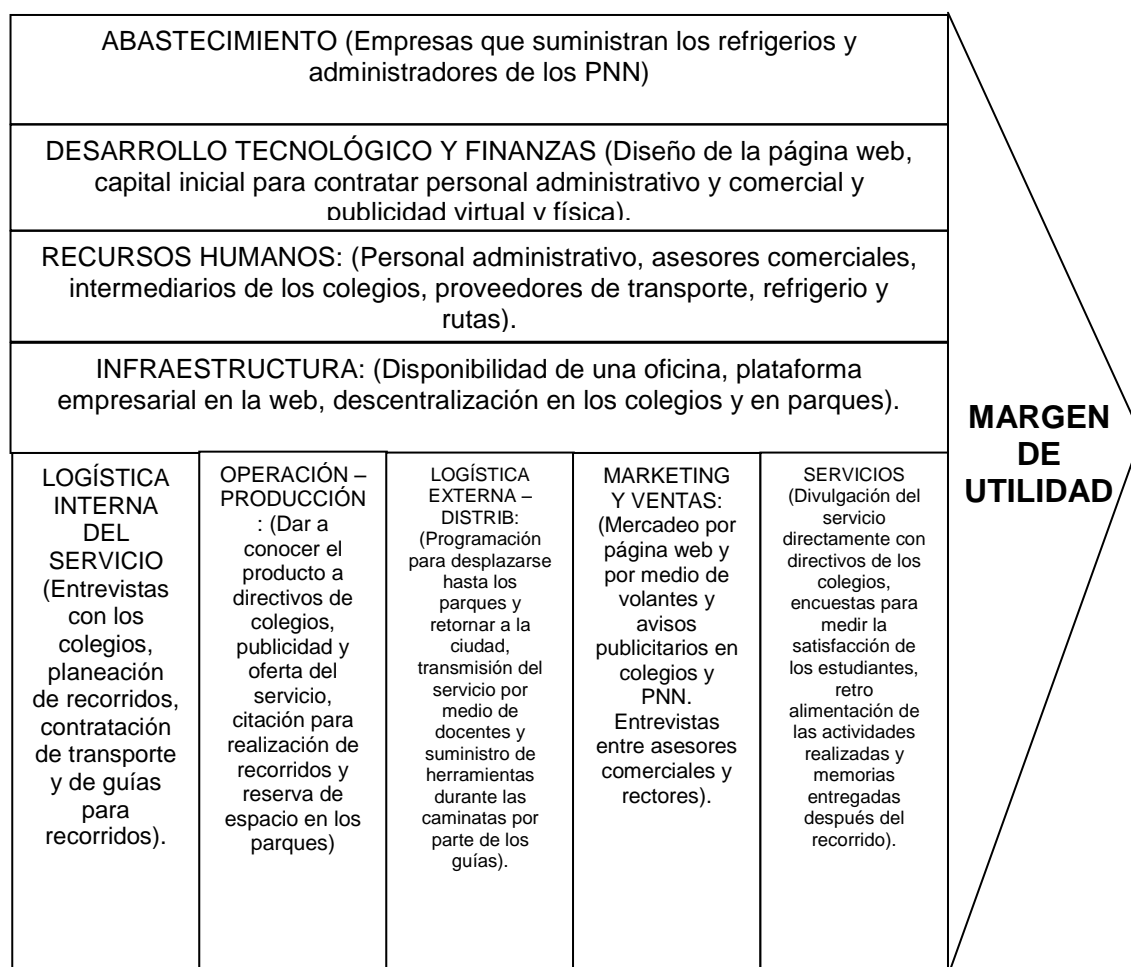 ABASTECIMIENTO (Empresas que suministran los refrigerios y
administradores de los PNN)
DESARROLLO TECNOLÓGICO Y FINANZAS (Diseño de la página web,
capital inicial para contratar personal administrativo y comercial y
publicidad virtual y física).
RECURSOS HUMANOS: (Personal administrativo, asesores comerciales,
intermediarios de los colegios, proveedores de transporte, refrigerio y
rutas).
INFRAESTRUCTURA: (Disponibilidad de una oficina, plataforma
empresarial en la web, descentralización en los colegios y en parques).
LOGÍSTICA
INTERNA
DEL
SERVICIO
(Entrevistas
con los
colegios,
planeación
de recorridos,
contratación
de transporte
y de guías
para
recorridos).
OPERACIÓN –
PRODUCCIÓN
: (Dar a
conocer el
producto a
directivos de
colegios,
publicidad y
oferta del
servicio,
citación para
realización de
recorridos y
reserva de
espacio en los
parques)
LOGÍSTICA
EXTERNA –
DISTRIB:
(Programación
para desplazarse
hasta los
parques y
retornar a la
ciudad,
transmisión del
servicio por
medio de
docentes y
suministro de
herramientas
durante las
caminatas por
parte de los
guías).
MARKETING
Y VENTAS:
(Mercadeo por
página web y
por medio de
volantes y
avisos
publicitarios en
colegios y
PNN.
Entrevistas
entre asesores
comerciales y
rectores).
SERVICIOS
(Divulgación del
servicio
directamente con
directivos de los
colegios,
encuestas para
medir la
satisfacción de
los estudiantes,
retro
alimentación de
las actividades
realizadas y
memorias
entregadas
después del
recorrido).
MARGEN
DE
UTILIDAD